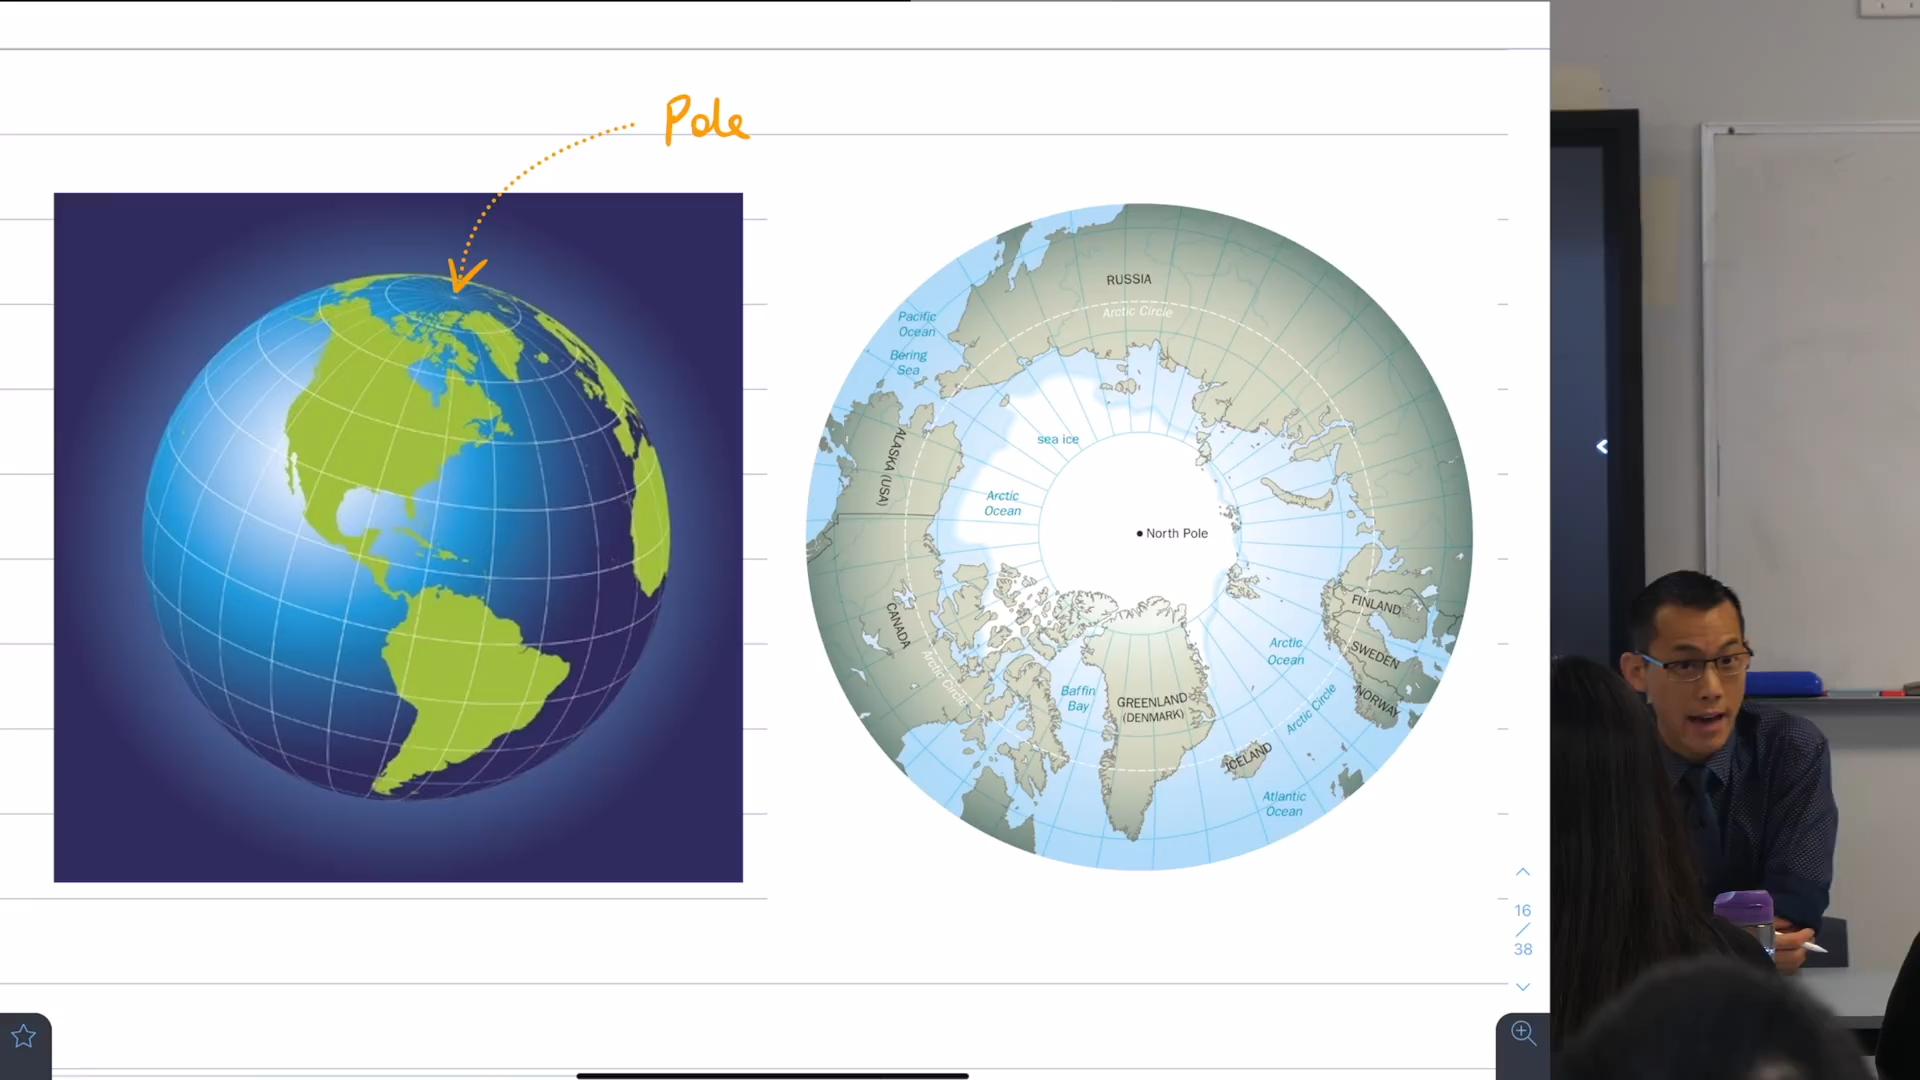 Pole
RUSSIA
Arctic Circle
Pacific
Ocean
Bering
Sea
sea ice
ALASKA (USA)
Arctic
Ocean
North Pole
CANADA
FINLAND
Arctic
Ocean
SWEDEN
Arctic Circle
Baffin
Bay
GREENLAND
(DENMARK)
Arctic Circle
NORWAY
ICELAND
Atlantic
Ocean
16
/
38